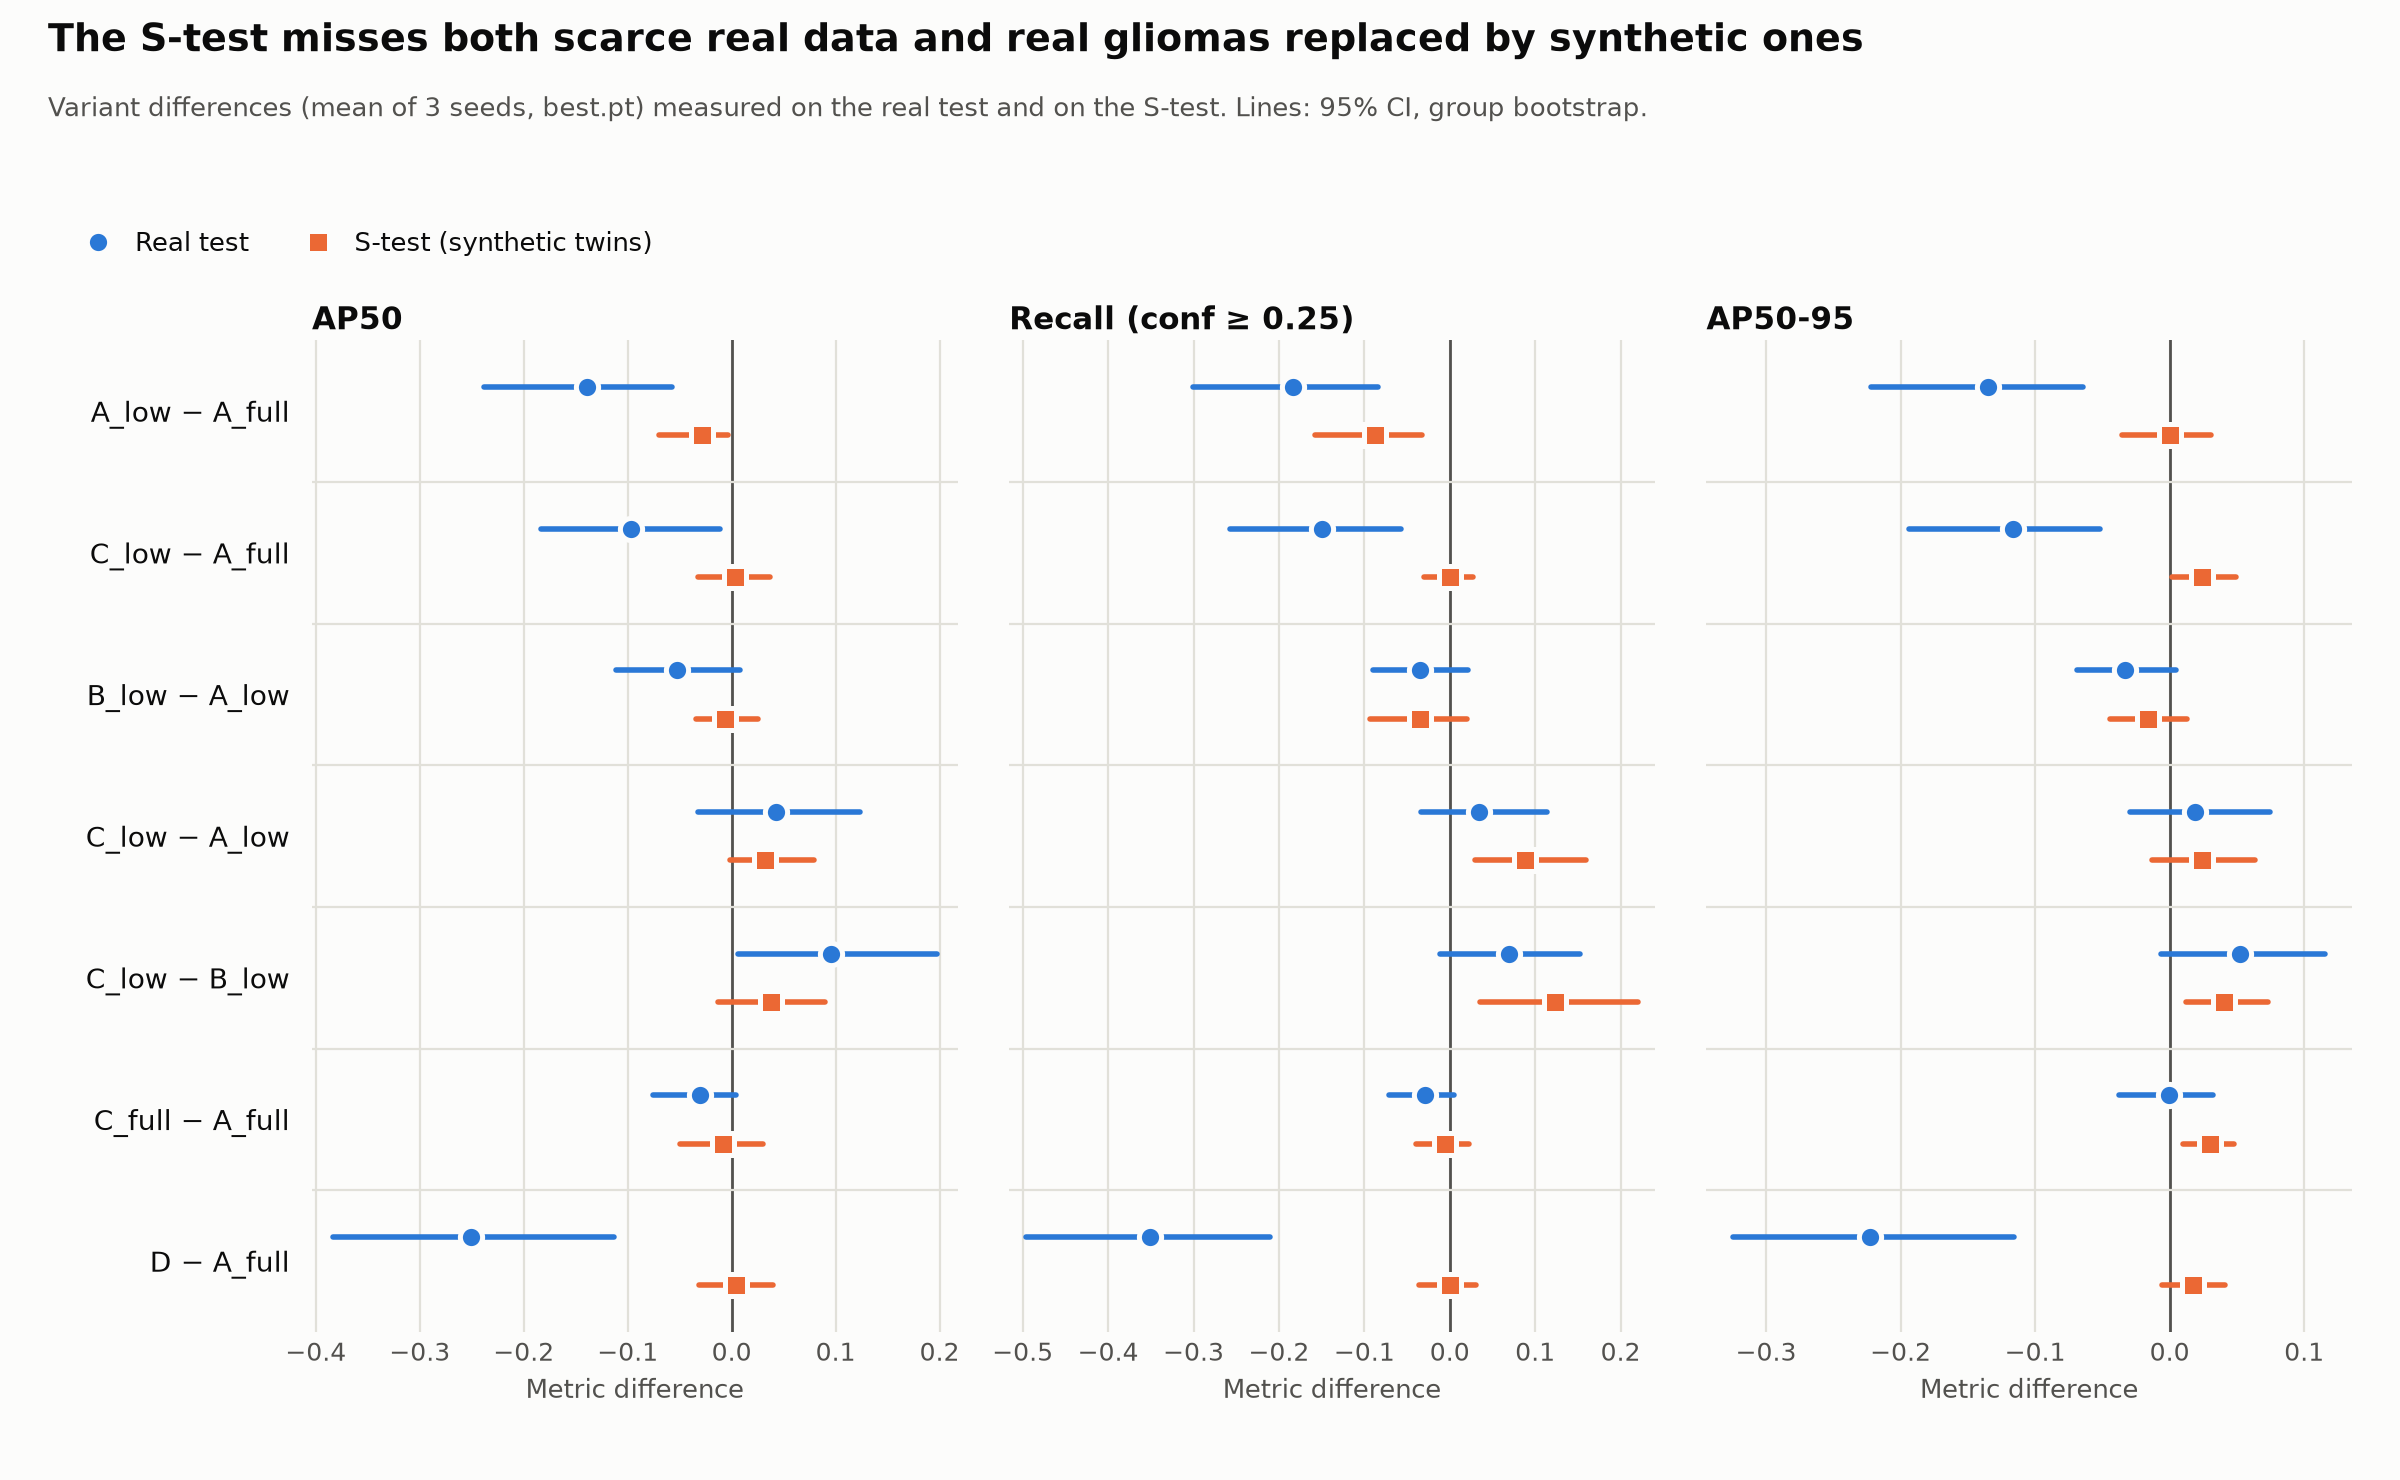 The S-test misses both scarce real data and real gliomas replaced by synthetic ones
Variant differences (mean of 3 seeds, best.pt) measured on the real test and on the S-test. Lines: 95% CI, group bootstrap.
Real test
S-test (synthetic twins)
AP50
Recall (conf ≥ 0.25)
AP50-95
A_low − A_full
C_low − A_full
B_low − A_low
C_low − A_low
C_low − B_low
C_full − A_full
D − A_full
−0.4 −0.3 −0.2 −0.1 0.0 0.1 0.2
−0.5 −0.4 −0.3 −0.2 −0.1 0.0 0.1 0.2
−0.3 −0.2 −0.1 0.0 0.1
Metric difference
Metric difference
Metric difference